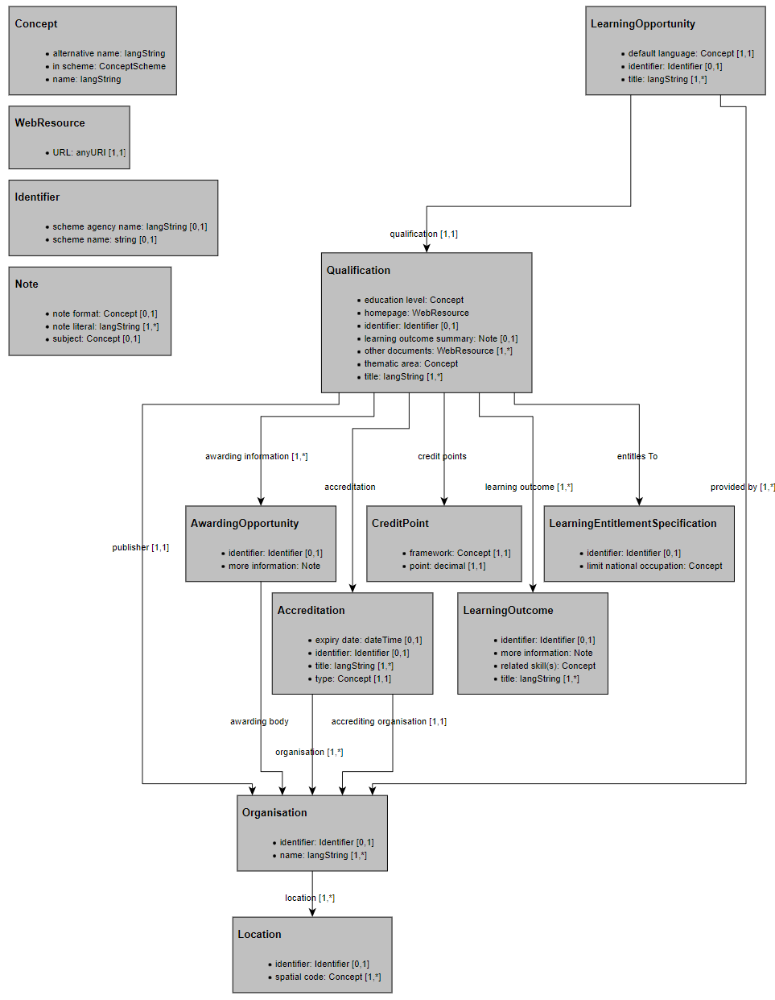 Concept
alternative name: langString
in scheme: ConceptScheme
name: langString
LearningOpportunity
default language: Concept [1,1]
identifier: Identifier [0,1]
title: langString [1,*]
WebResource
URL: anyURI [1,1]
Identifier
scheme agency name: langString [0,1]
scheme name: string [0,1]
Note
note format: Concept [0,1]
note literal: langString [1,*]
subject: Concept [0,1]
qualification [1,1]
Qualification
education level: Concept
homepage: WebResource
identifier: Identifier [0,1]
learning outcome summary: Note [0,1]
other documents: WebResource [1,*]
thematic area: Concept
title: langString [1,*]
awarding information [1,*]
credit points
entitles To
accreditation
learning outcome [1,*]
provided by [1,*]
publisher [1,1]
AwardingOpportunity
identifier: Identifier [0,1]
more information: Note
CreditPoint
framework: Concept [1,1]
point: decimal [1,1]
LearningEntitlementSpecification
identifier: Identifier [0,1]
limit national occupation: Concept
Accreditation
expiry date: dateTime [0,1]
identifier: Identifier [0,1]
title: langString [1,*]
type: Concept [1,1]
LearningOutcome
identifier: Identifier [0,1]
more information: Note
related skill(s): Concept
title: langString [1,*]
awarding body
accrediting organisation [1,1]
organisation [1,*]
Organisation
identifier: Identifier [0,1]
name: langString [1,*]
location [1,*]
Location
identifier: Identifier [0,1]
spatial code: Concept [1,*]